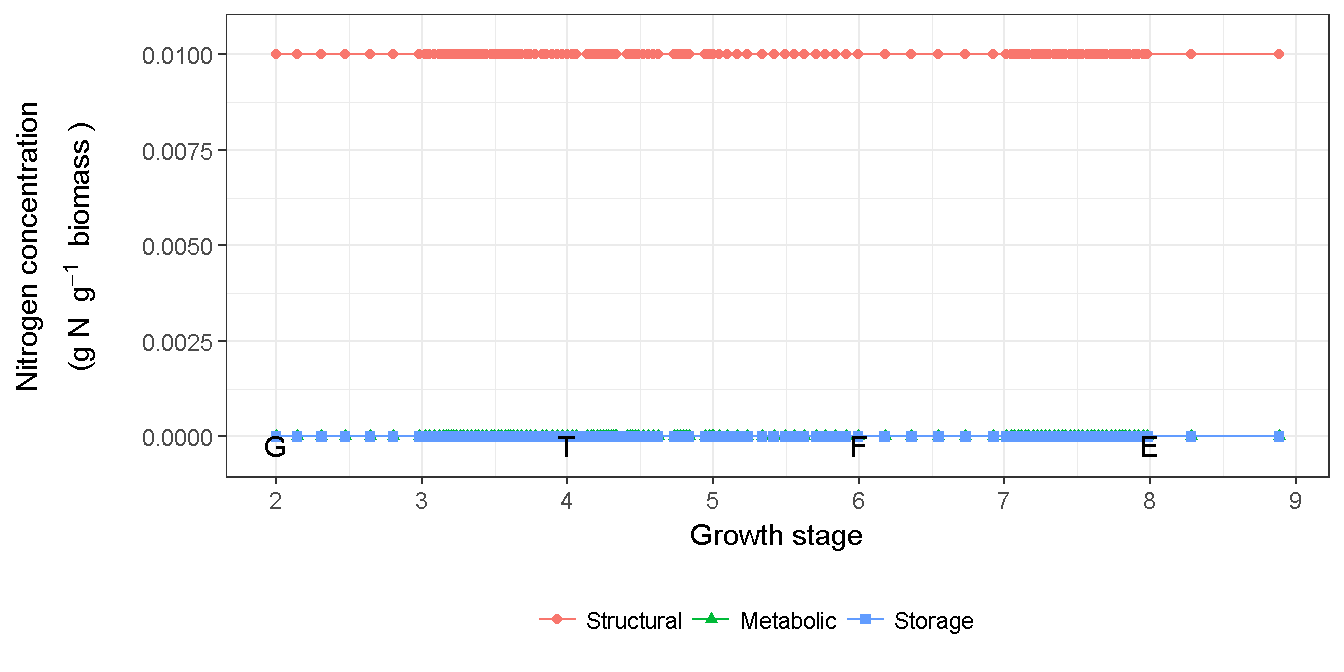 Nitrogen concentration
(g N g⁻¹ biomass )
0.0100
0.0075
0.0050
0.0025
0.0000
G T F E
2 3 4 5 6 7 8 9
Growth stage
Structural Metabolic Storage